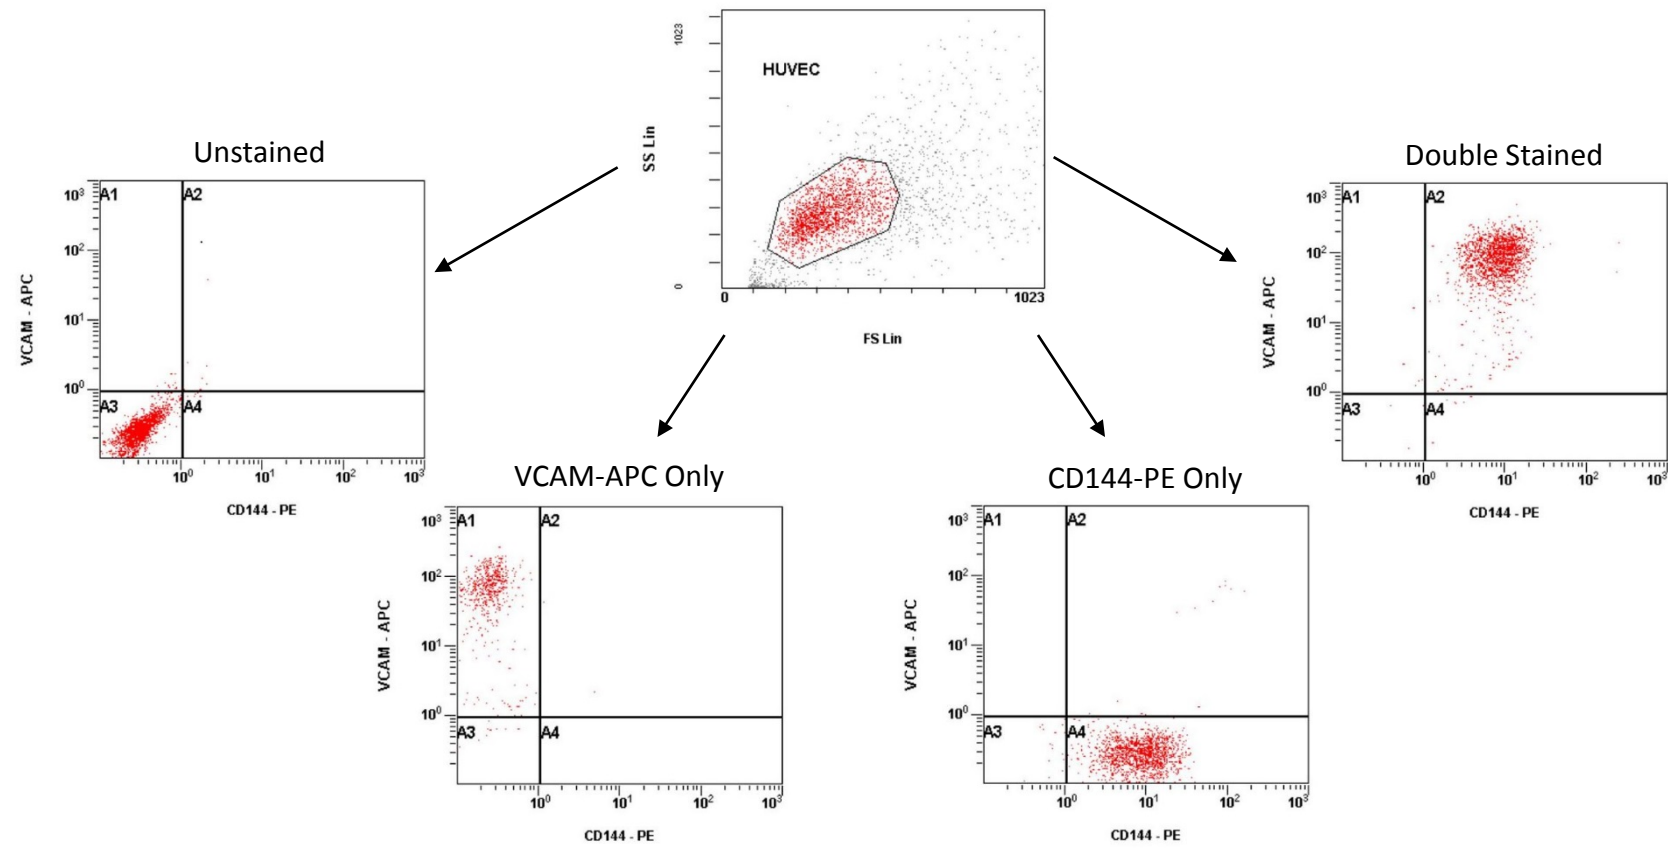 1023
HUVEC
SS Lin
0
0
1023
FS Lin
Unstained
10³
A1
A2
10²
VCAM - APC
10¹
10⁰
A3
A4
10⁰
10¹
10²
10³
CD144 - PE
Double Stained
10³
A1
A2
10²
VCAM - APC
10¹
10⁰
A3
A4
10⁰
10¹
10²
10³
CD144 - PE
VCAM-APC Only
10³
A1
A2
10²
VCAM - APC
10¹
10⁰
A3
A4
10⁰
10¹
10²
10³
CD144 - PE
CD144-PE Only
10³
A1
A2
10²
VCAM - APC
10¹
10⁰
A3
A4
10⁰
10¹
10²
10³
CD144 - PE